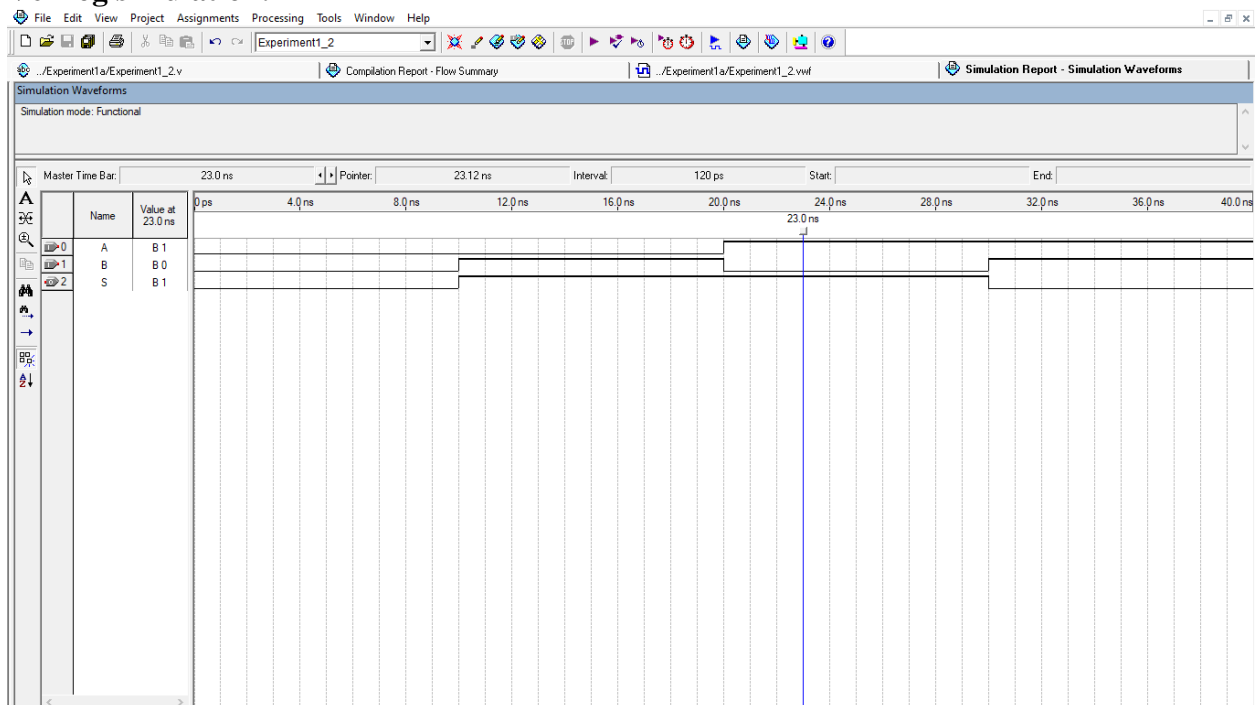 File Edit View Project Assignments Processing Tools Window Help
Experiment1_2
../Experiment1a/Experiment1_2.v Compilation Report - Flow Summary ../Experiment1a/Experiment1_2.vwf Simulation Report - Simulation Waveforms
Simulation Waveforms
Simulation mode: Functional
Master Time Bar: 23.0 ns Pointer: 23.12 ns Interval: 120 ps Start: End:
Name Value at 23.0 ns
0 ps 4.0 ns 8.0 ns 12.0 ns 16.0 ns 20.0 ns 24.0 ns 28.0 ns 32.0 ns 36.0 ns 40.0 ns
23.0 ns
0 A B 1
1 B B 0
2 S B 1